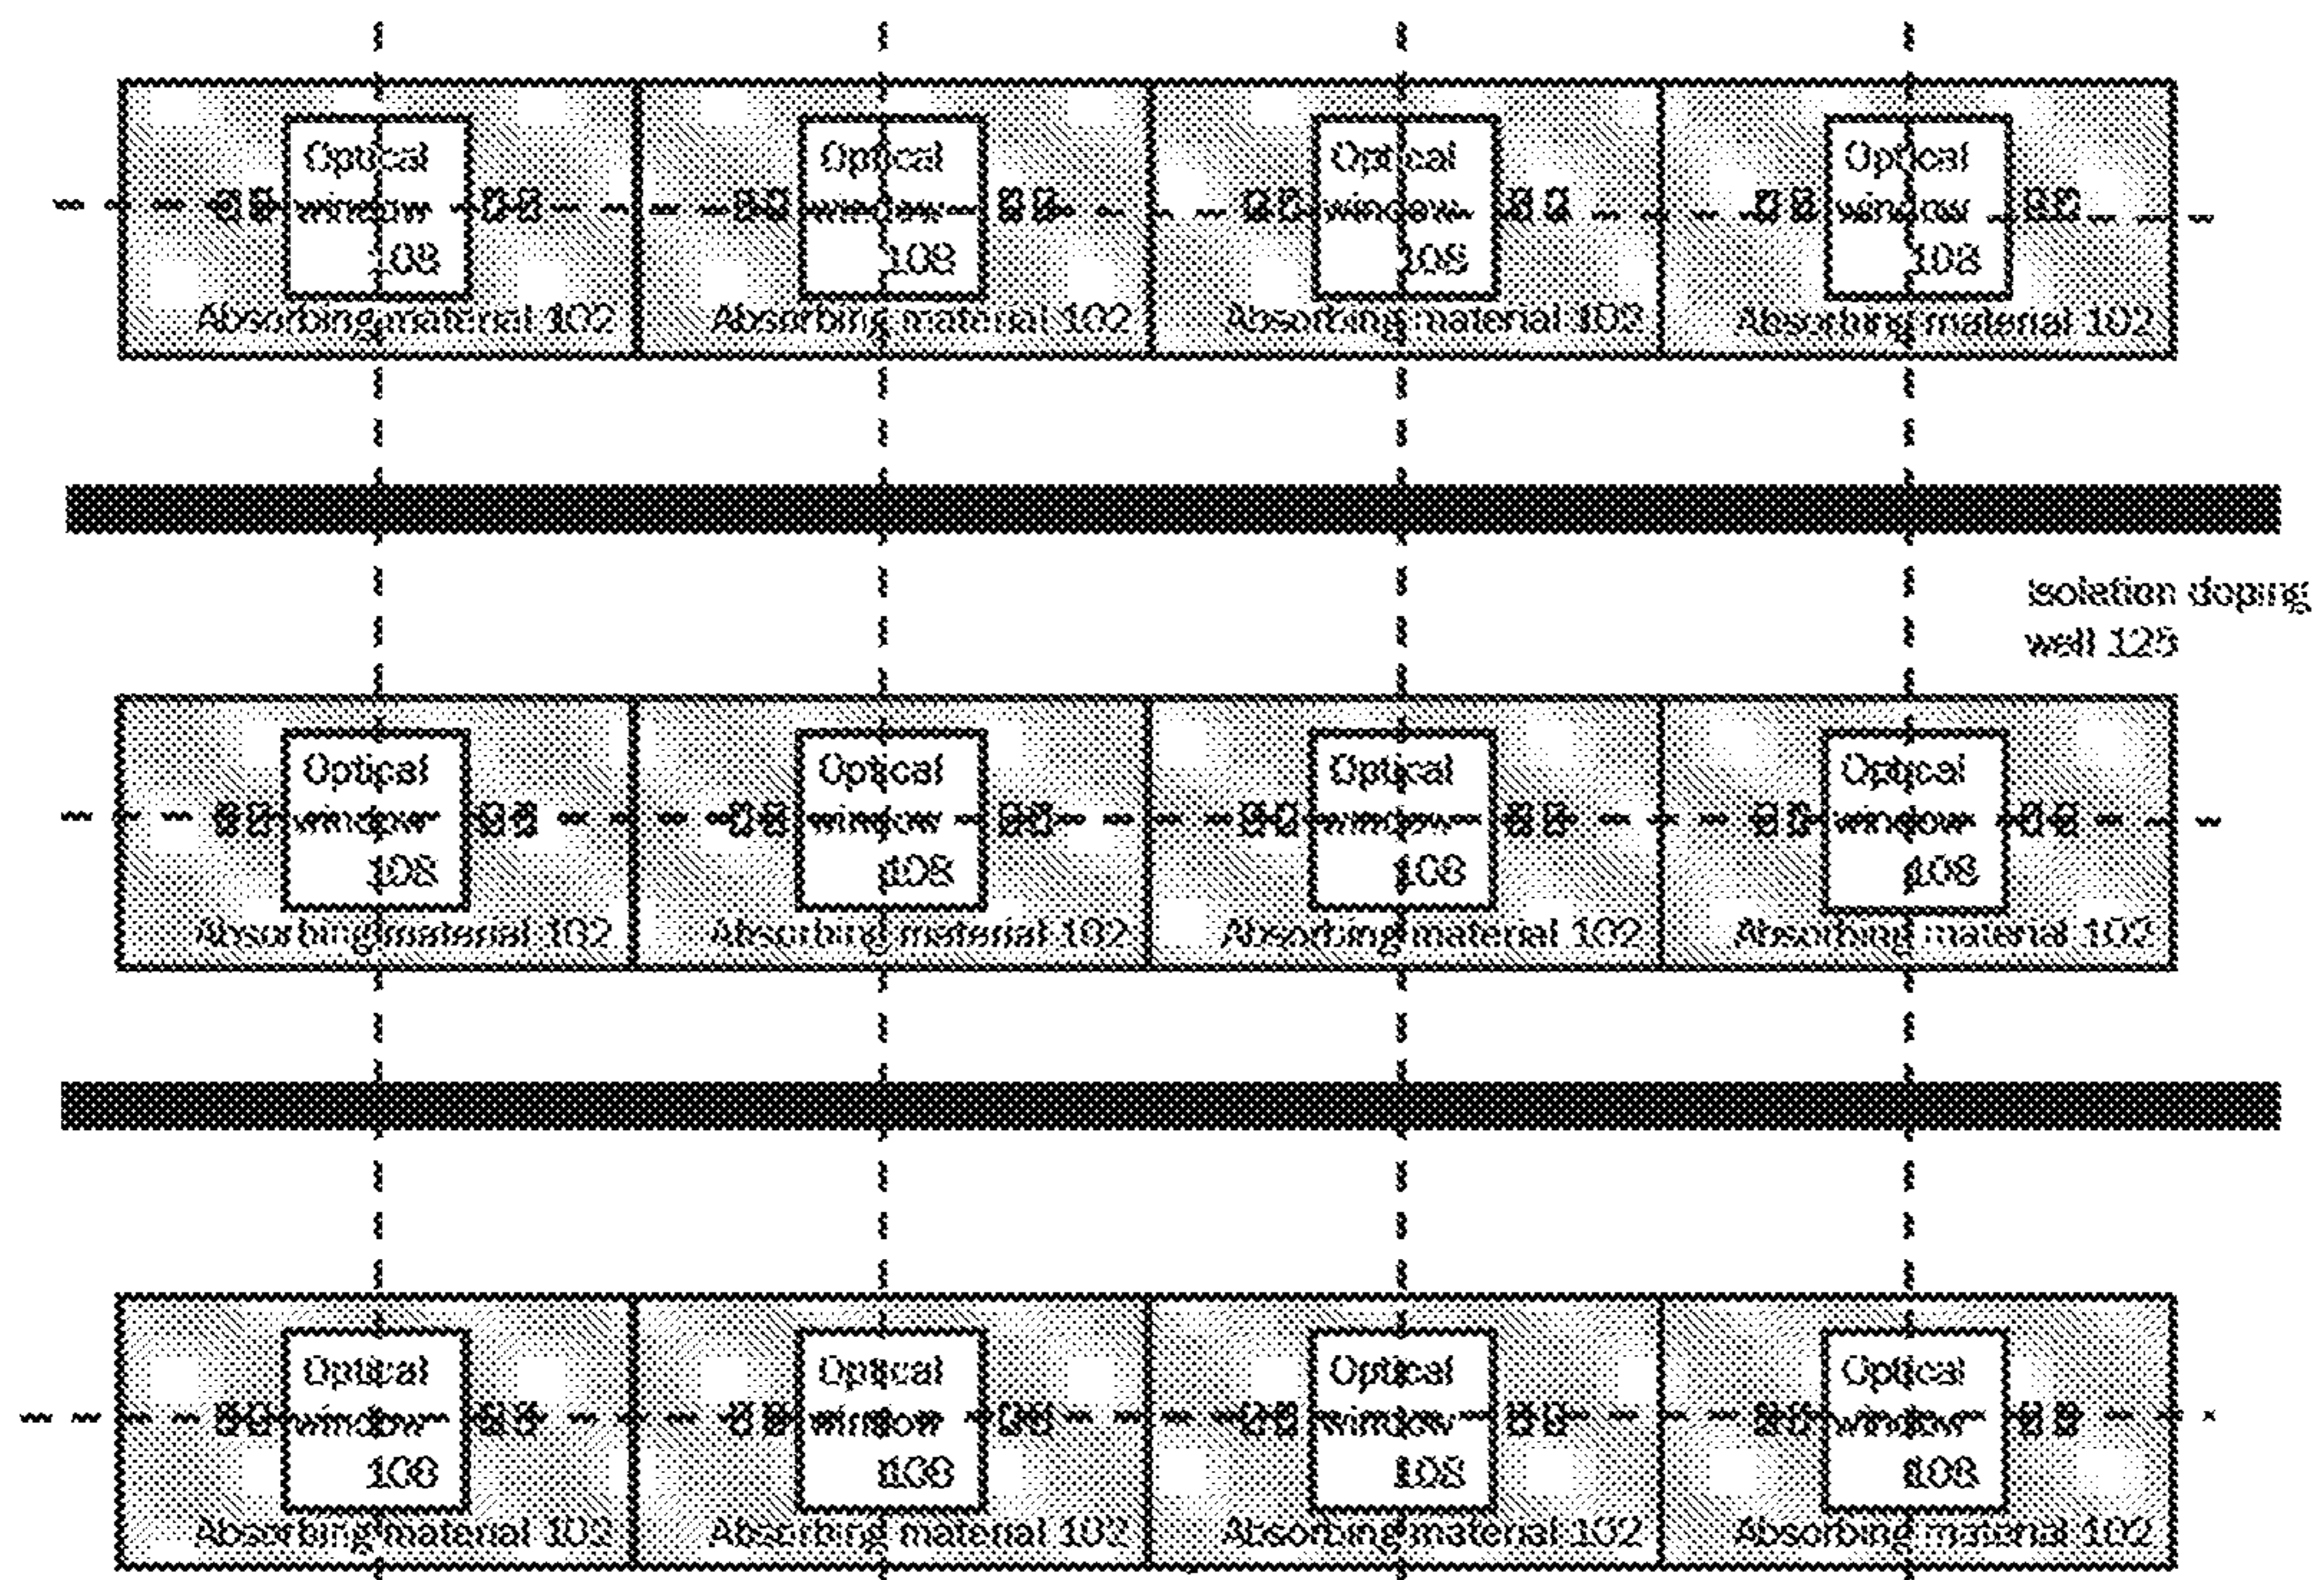 Optical Optical Optical Optical
window window window window
108 108 108 108
Absorbing material 102 Absorbing material 102 Absorbing material 102 Absorbing material 102
isolation doping
well 125
Optical Optical Optical Optical
window window window window
108 108 108 108
Absorbing material 102 Absorbing material 102 Absorbing material 102 Absorbing material 102
Optical Optical Optical Optical
window window window window
108 108 108 108
Absorbing material 102 Absorbing material 102 Absorbing material 102 Absorbing material 102